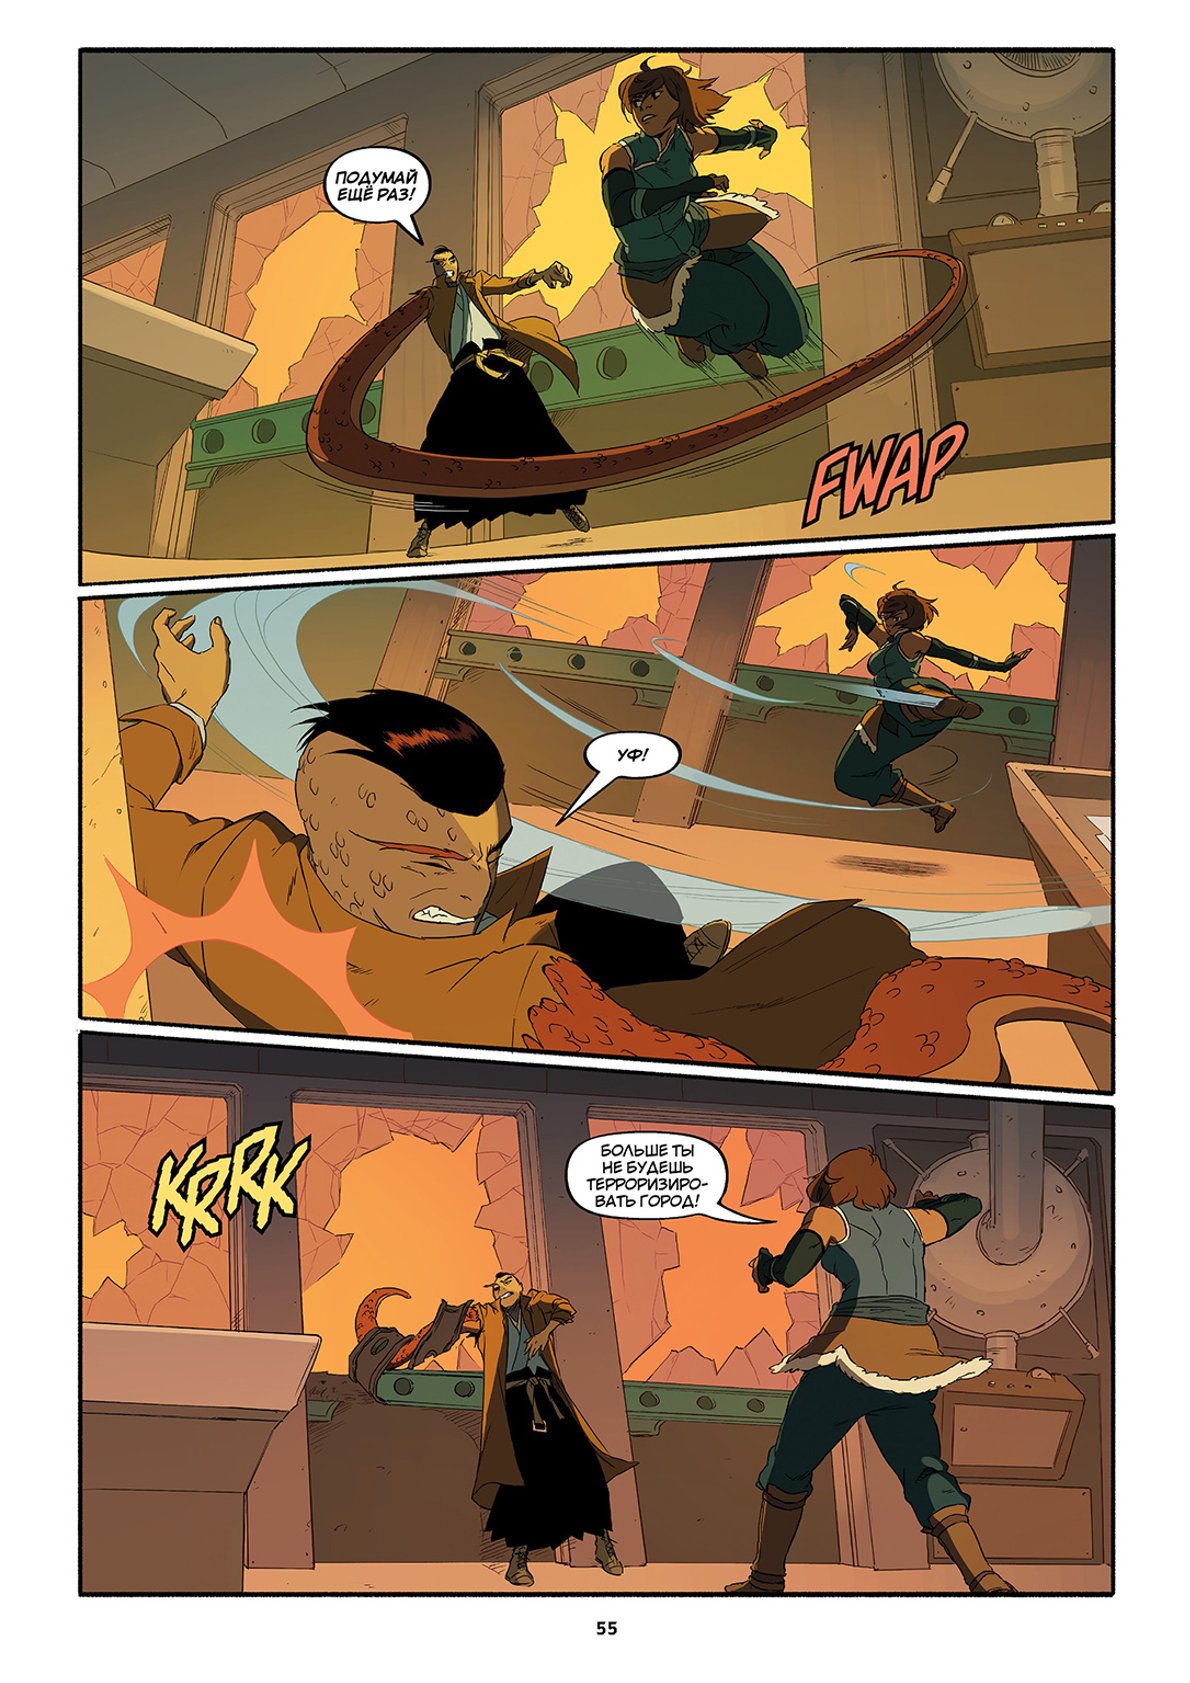 ПОДУМАЙ
ЕЩЁ РАЗ!
FWAP
УФ!
KRRK
БОЛЬШЕ ТЫ
НЕ БУДЕШЬ
ТЕРРОРИЗИРО-
ВАТЬ ГОРОД!
55